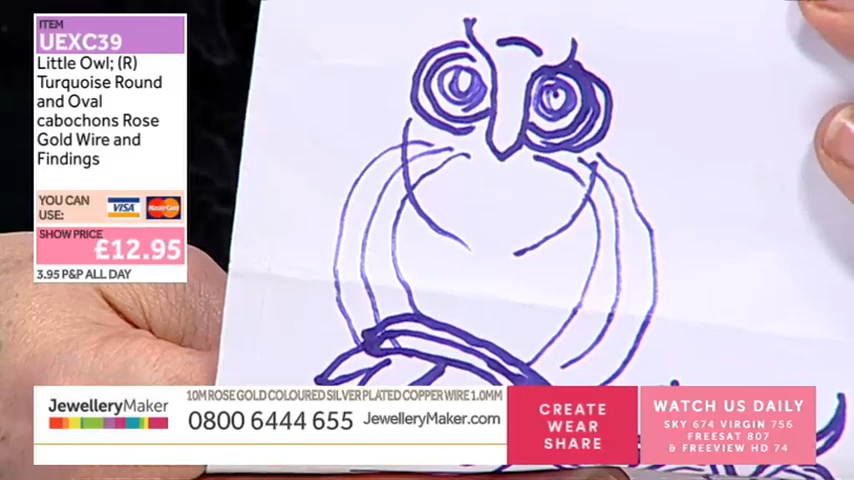 ITEM
UEXC39
Little Owl; (R)
Turquoise Round
and Oval
cabochons Rose
Gold Wire and
Findings
YOU CAN
USE:
VISA
MasterCard
SHOW PRICE
£12.95
3.95 P&P ALL DAY
JewelleryMaker
10M ROSE GOLD COLOURED SILVER PLATED COPPER WIRE 1.0MM
0800 6444 655
JewelleryMaker.com
CREATE
WEAR
SHARE
WATCH US DAILY
SKY 674 VIRGIN 756
FREESAT 807
& FREEVIEW HD 74